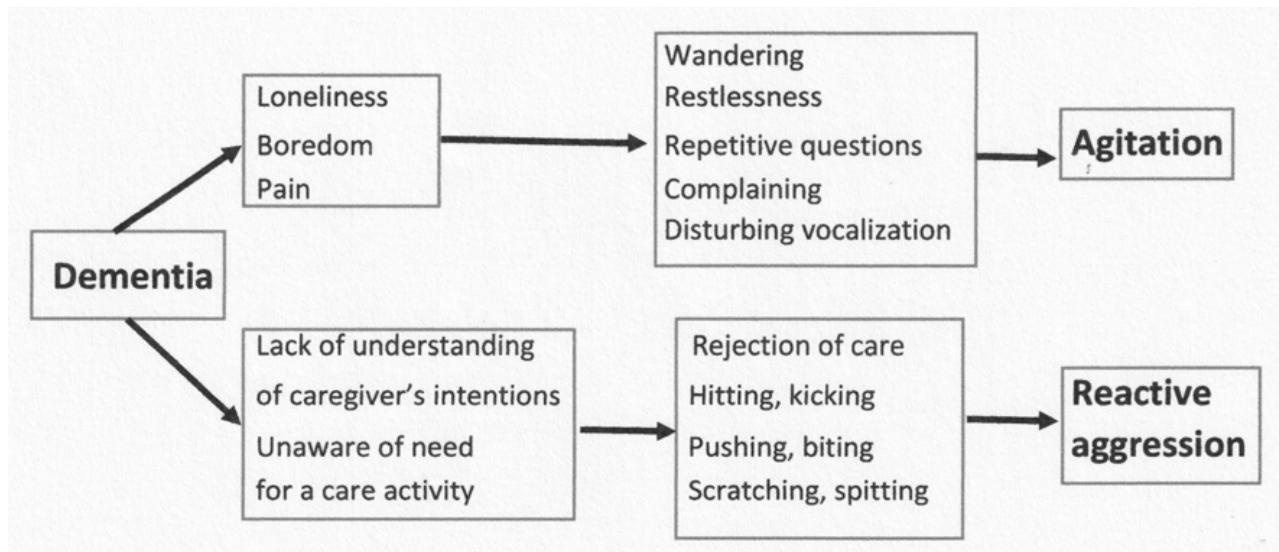 Dementia
Loneliness
Boredom
Pain
Wandering
Restlessness
Repetitive questions
Complaining
Disturbing vocalization
Agitation
Lack of understanding
of caregiver’s intentions
Unaware of need
for a care activity
Rejection of care
Hitting, kicking
Pushing, biting
Scratching, spitting
Reactive
aggression